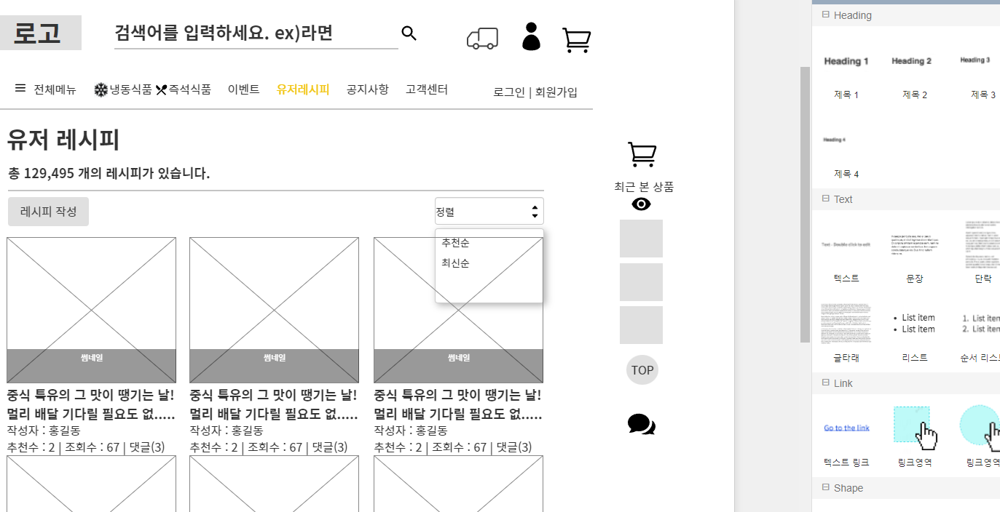 로고
검색어를 입력하세요. ex)라면
전체메뉴 냉동식품 즉석식품 이벤트 유저레시피 공지사항 고객센터 로그인 | 회원가입
유저 레시피
총 129,495 개의 레시피가 있습니다.
레시피 작성
정렬
추천순
최신순
썸네일 썸네일 썸네일
중식 특유의 그 맛이 땡기는 날! 중식 특유의 그 맛이 땡기는 날! 중식 특유의 그 맛이 땡기는 날!
멀리 배달 기다릴 필요도 없..... 멀리 배달 기다릴 필요도 없..... 멀리 배달 기다릴 필요도 없.....
작성자 : 홍길동 작성자 : 홍길동 작성자 : 홍길동
추천수 : 2 | 조회수 : 67 | 댓글(3) 추천수 : 2 | 조회수 : 67 | 댓글(3) 추천수 : 2 | 조회수 : 67 | 댓글(3)
최근 본 상품
TOP
Heading
Heading 1 Heading 2 Heading 3
제목 1 제목 2 제목 3
Heading 4
제목 4
Text
Text - Double click to edit
텍스트 문장 단락
List item 1. List item
List item 2. List item
글타래 리스트 순서 리스트
Link
Go to the link
텍스트 링크 링크영역 링크영역
Shape